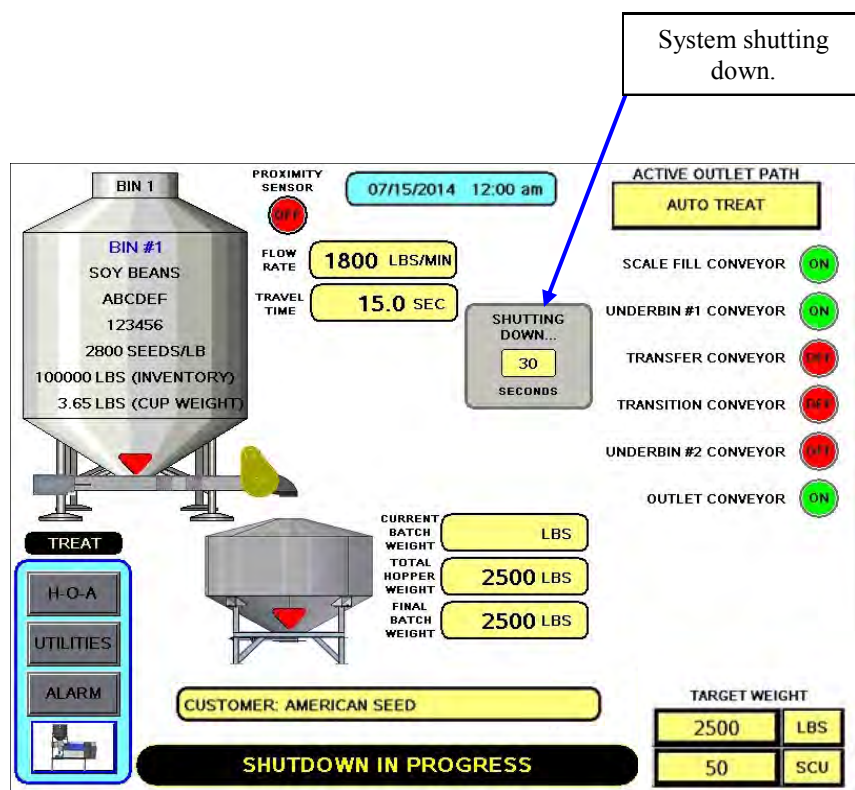 System shutting
down.
BIN 1
PROXIMITY
SENSOR
OFF
07/15/2014 12:00 am
ACTIVE OUTLET PATH
AUTO TREAT
BIN #1
SOY BEANS
ABCDEF
123456
2800 SEEDS/LB
100000 LBS (INVENTORY)
3.65 LBS (CUP WEIGHT)
FLOW
RATE
1800 LBS/MIN
TRAVEL
TIME
15.0 SEC
SHUTTING
DOWN...
30
SECONDS
SCALE FILL CONVEYOR ON
UNDERBIN #1 CONVEYOR ON
TRANSFER CONVEYOR OFF
TRANSITION CONVEYOR OFF
UNDERBIN #2 CONVEYOR OFF
OUTLET CONVEYOR ON
CURRENT
BATCH
WEIGHT
LBS
TOTAL
HOPPER
WEIGHT
2500 LBS
FINAL
BATCH
WEIGHT
2500 LBS
TREAT
H-O-A
UTILITIES
ALARM
CUSTOMER: AMERICAN SEED
SHUTDOWN IN PROGRESS
TARGET WEIGHT
2500 LBS
50 SCU